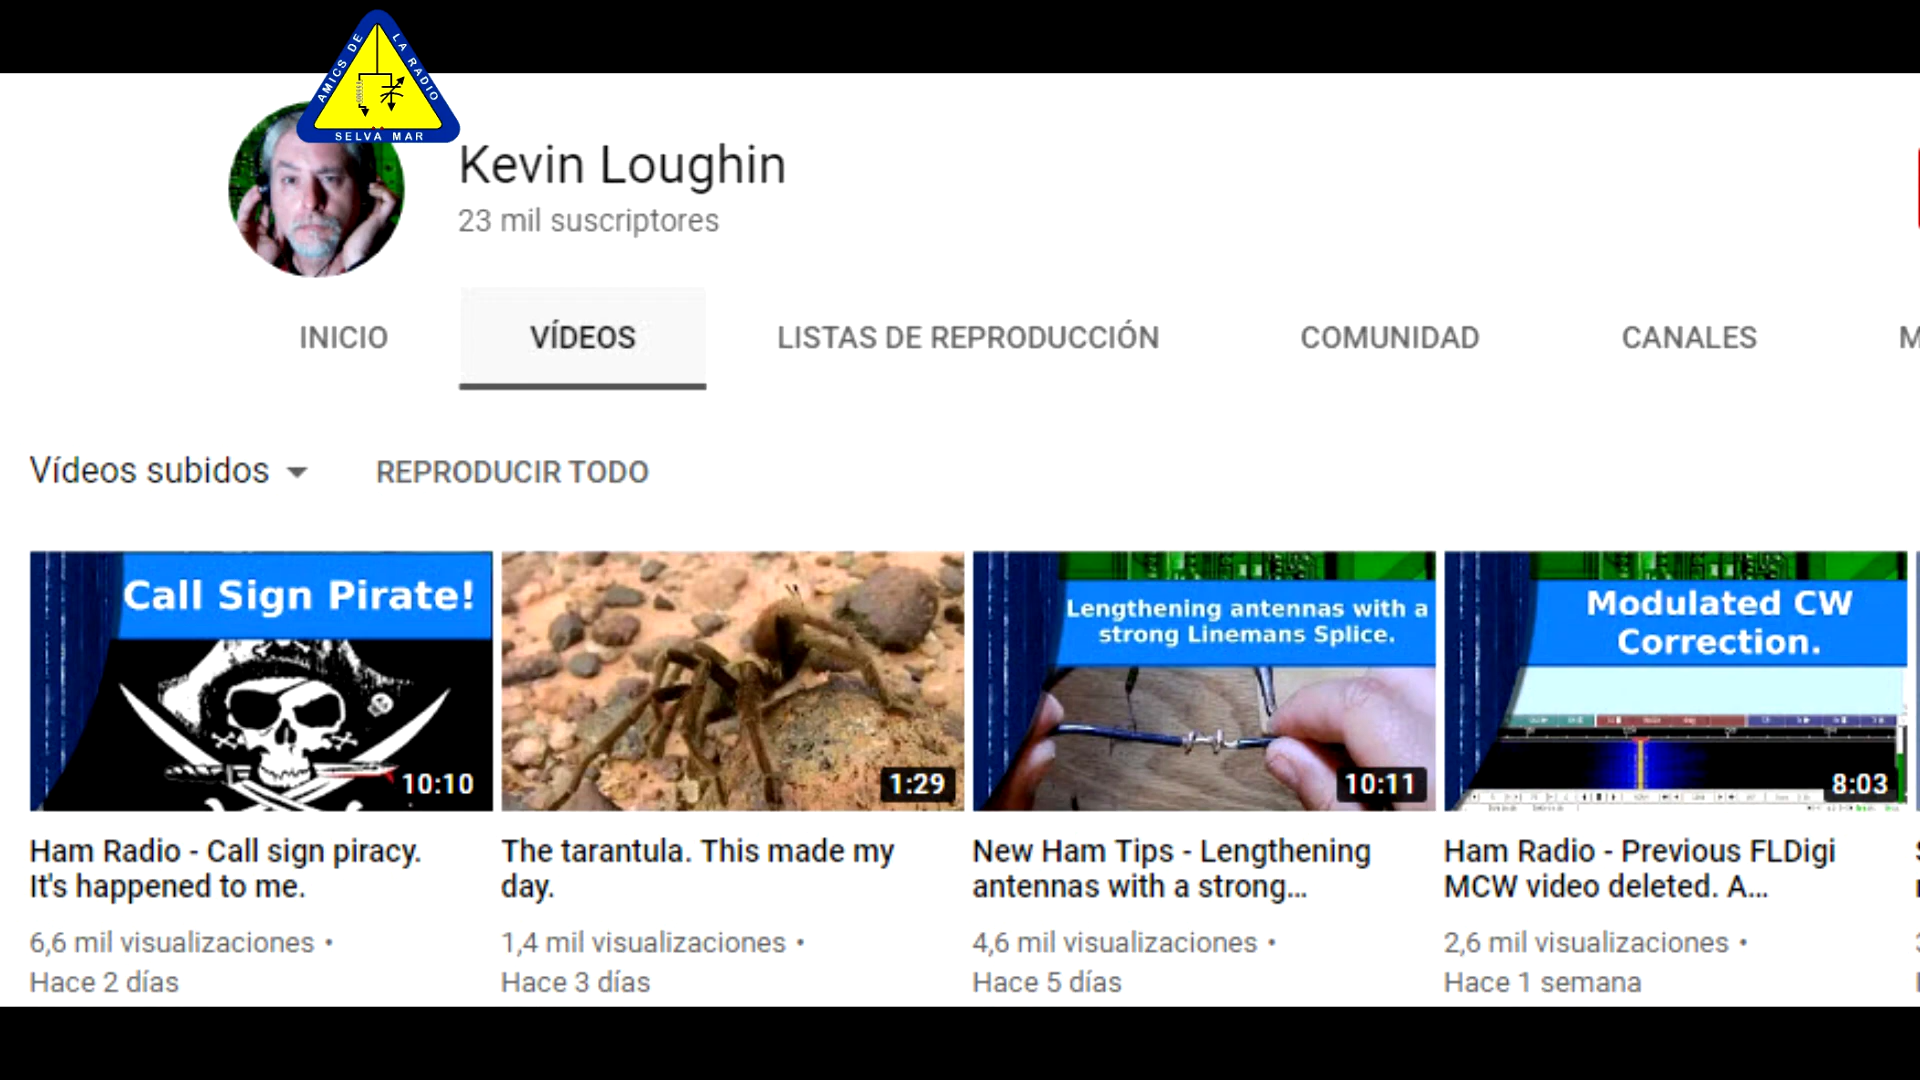 AMICS DE LA RADIO
SELVA MAR
Kevin Loughin
23 mil suscriptores
INICIO VÍDEOS LISTAS DE REPRODUCCIÓN COMUNIDAD CANALES M
Vídeos subidos REPRODUCIR TODO
Call Sign Pirate!
10:10
1:29
Lengthening antennas with a
strong Linemans Splice.
10:11
Modulated CW
Correction.
8:03
Ham Radio - Call sign piracy.
It's happened to me.
6,6 mil visualizaciones •
Hace 2 días
The tarantula. This made my
day.
1,4 mil visualizaciones •
Hace 3 días
New Ham Tips - Lengthening
antennas with a strong...
4,6 mil visualizaciones •
Hace 5 días
Ham Radio - Previous FLDigi
MCW video deleted. A...
2,6 mil visualizaciones •
Hace 1 semana